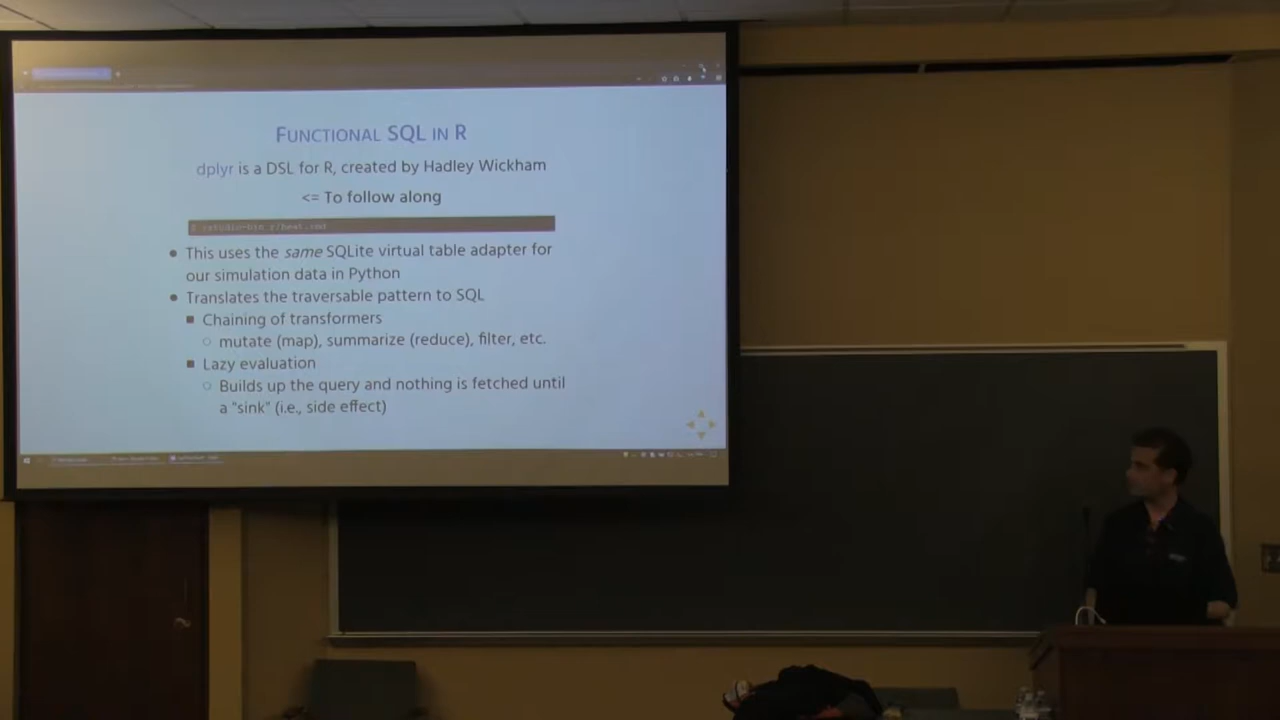 FUNCTIONAL SQL IN R
dplyr is a DSL for R, created by Hadley Wickham
<= To follow along
This uses the same SQLite virtual table adapter for
our simulation data in Python
Translates the traversable pattern to SQL
Chaining of transformers
mutate (map), summarize (reduce), filter, etc.
Lazy evaluation
Builds up the query and nothing is fetched until
a "sink" (i.e., side effect)